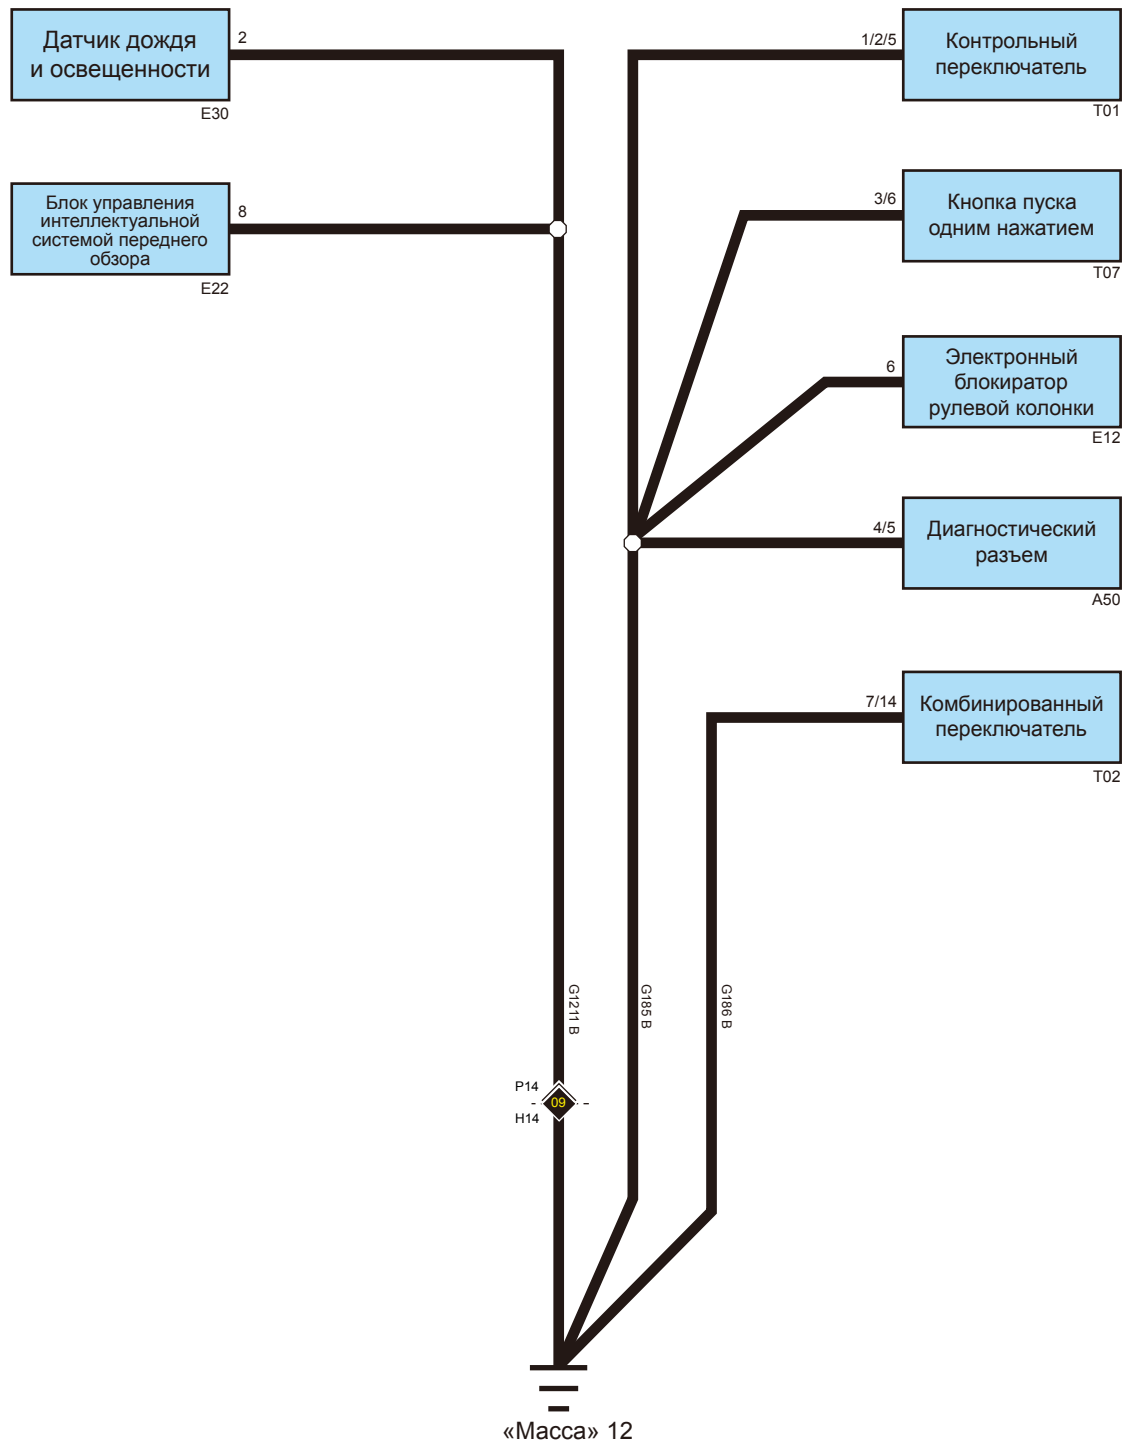 Датчик дождя
и освещенности
2
E30
Блок управления
интеллектуальной
системой переднего
обзора
8
E22
1/2/5
Контрольный
переключатель
T01
3/6
Кнопка пуска
одним нажатием
T07
6
Электронный
блокиратор
рулевой колонки
E12
4/5
Диагностический
разъем
A50
7/14
Комбинированный
переключатель
T02
G1211 B
G185 B
G186 B
P14
09
H14
«Масса» 12